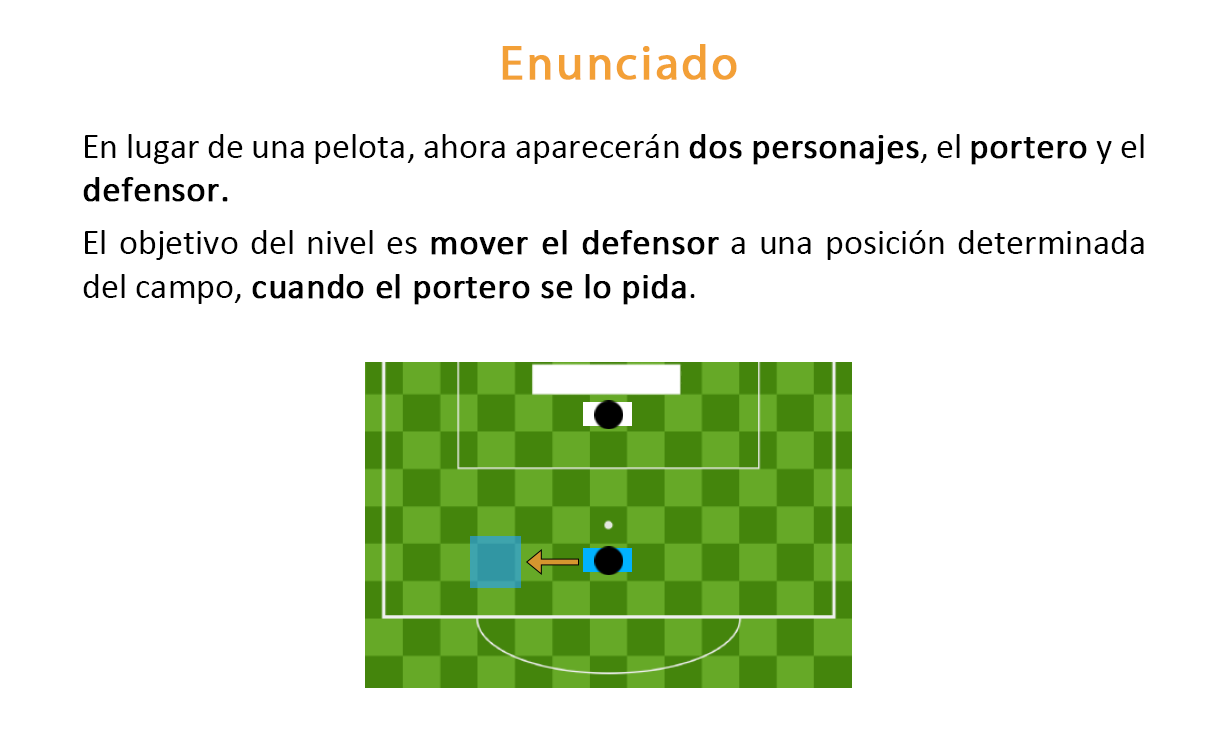 Enunciado
En lugar de una pelota, ahora aparecerán dos personajes, el portero y el
defensor.
El objetivo del nivel es mover el defensor a una posición determinada
del campo, cuando el portero se lo pida.